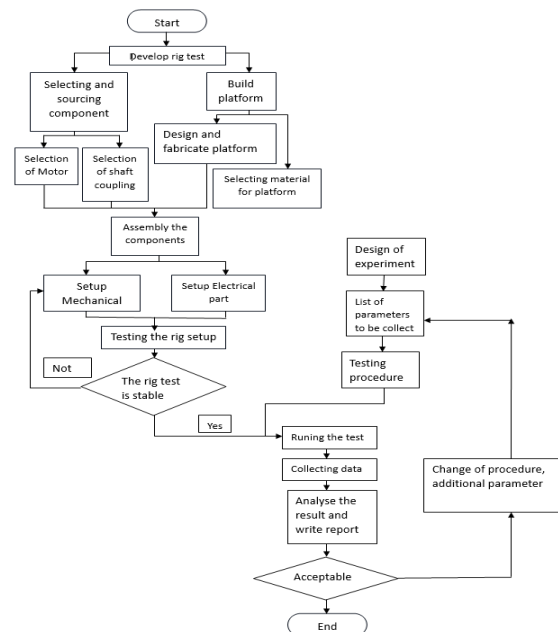 Start
Develop rig test
Selecting and
sourcing
component
Build
platform
Selection
of Motor
Selection
of shaft
coupling
Design and
fabricate platform
Selecting material
for platform
Assembly the
components
Setup
Mechanical
Setup Electrical
part
Testing the rig setup
Not
The rig test
is stable
Yes
Design of
experiment
List of
parameters
to be collect
Testing
procedure
Runing the test
Collecting data
Analyse the
result and
write report
Change of procedure,
additional parameter
Acceptable
End